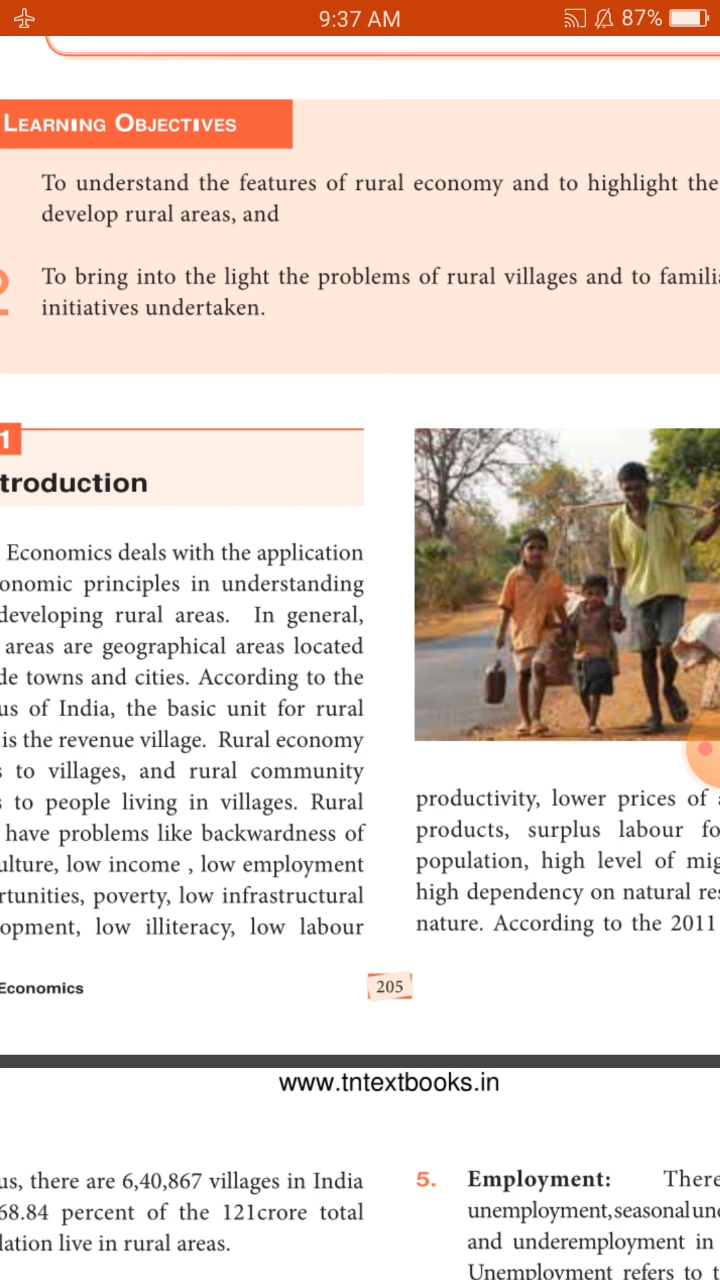 9:37 AM
87%
LEARNING OBJECTIVES
To understand the features of rural economy and to highlight the
develop rural areas, and
2
To bring into the light the problems of rural villages and to famili
initiatives undertaken.
1
troduction
Economics deals with the application
onomic principles in understanding
developing rural areas. In general,
areas are geographical areas located
de towns and cities. According to the
us of India, the basic unit for rural
is the revenue village. Rural economy
s to villages, and rural community
s to people living in villages. Rural
have problems like backwardness of
ulture, low income , low employment
rtunities, poverty, low infrastructural
opment, low illiteracy, low labour
productivity, lower prices of a
products, surplus labour fo
population, high level of mig
high dependency on natural res
nature. According to the 2011
Economics
205
www.tntextbooks.in
us, there are 6,40,867 villages in India
68.84 percent of the 121crore total
lation live in rural areas.
5. Employment: There
unemployment,seasonal une
and underemployment in
Unemployment refers to t